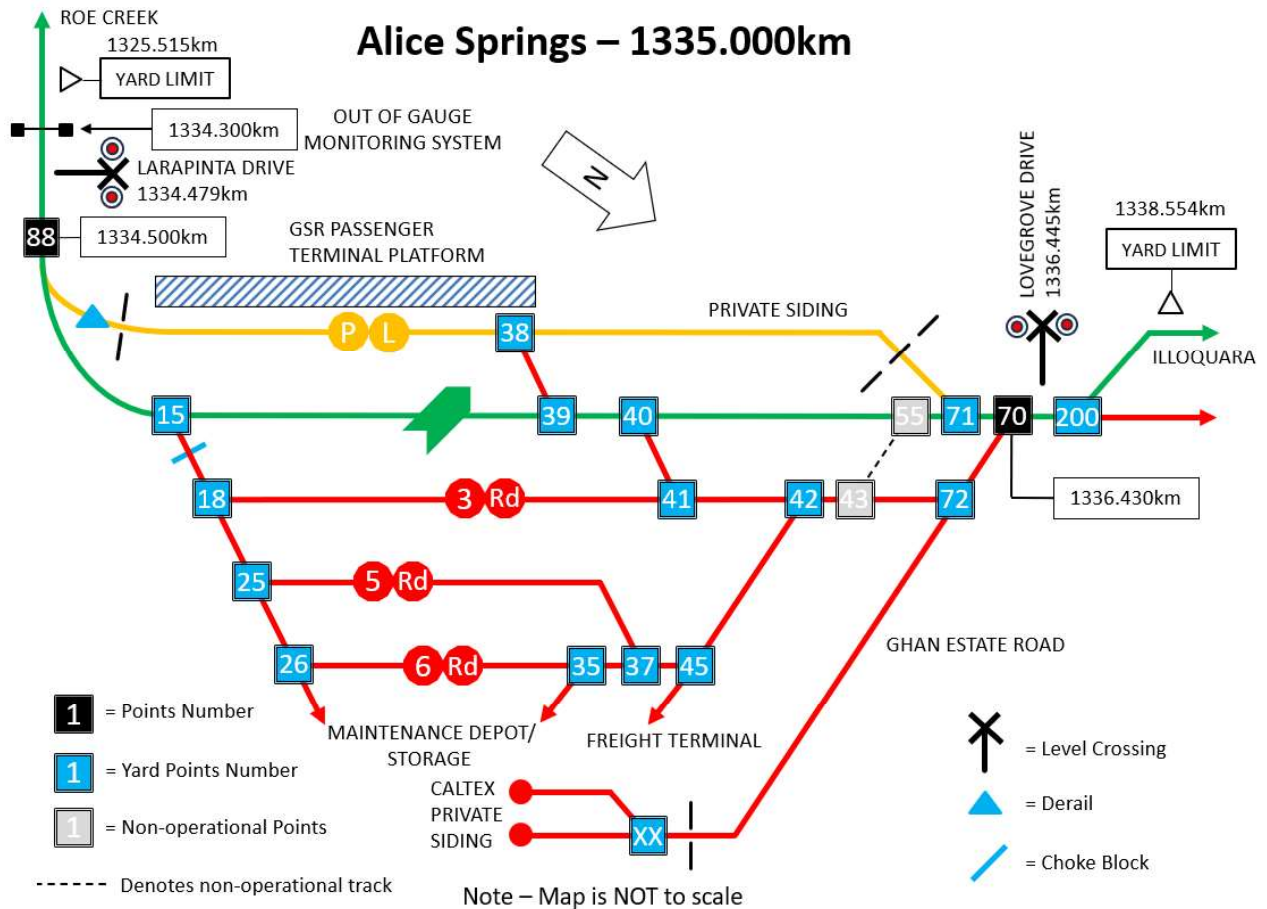 ROE CREEK
Alice Springs – 1335.000km
1325.515km
YARD LIMIT
1334.300km
OUT OF GAUGE
MONITORING SYSTEM
LARAPINTA DRIVE
1334.479km
N
LOVEGROVE DRIVE
1336.445km
1338.554km
YARD LIMIT
88
1334.500km
GSR PASSENGER
TERMINAL PLATFORM
P L
38
PRIVATE SIDING
ILLOQUARA
15
39
40
55
71
70
200
18
3 Rd
41
42
43
72
1336.430km
25
5 Rd
26
6 Rd
35
37
45
GHAN ESTATE ROAD
MAINTENANCE DEPOT/
STORAGE
FREIGHT TERMINAL
CALTEX
PRIVATE
SIDING
XX
1 = Points Number
1 = Yard Points Number
1 = Non-operational Points
Denotes non-operational track
= Level Crossing
= Derail
= Choke Block
Note – Map is NOT to scale